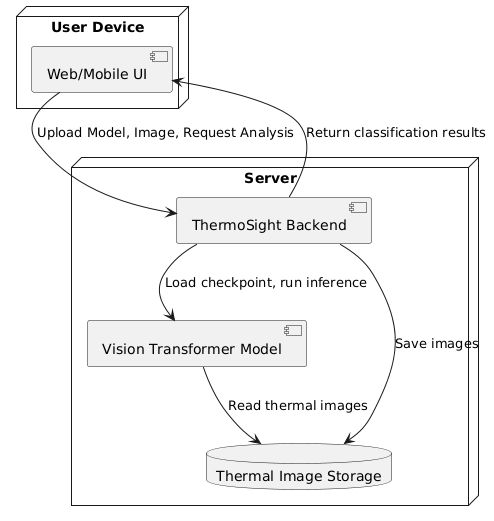 User Device
Web/Mobile UI
Upload Model, Image, Request Analysis
Return classification results
Server
ThermoSight Backend
Load checkpoint, run inference
Vision Transformer Model
Save images
Read thermal images
Thermal Image Storage